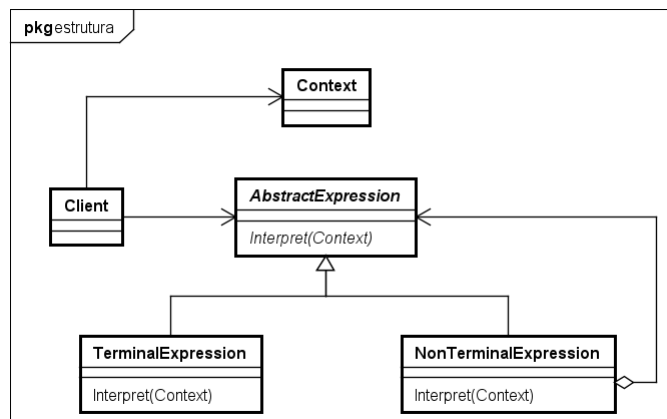 pkg estrutura
Context
Client
AbstractExpression
Interpret(Context)
TerminalExpression
Interpret(Context)
NonTerminalExpression
Interpret(Context)